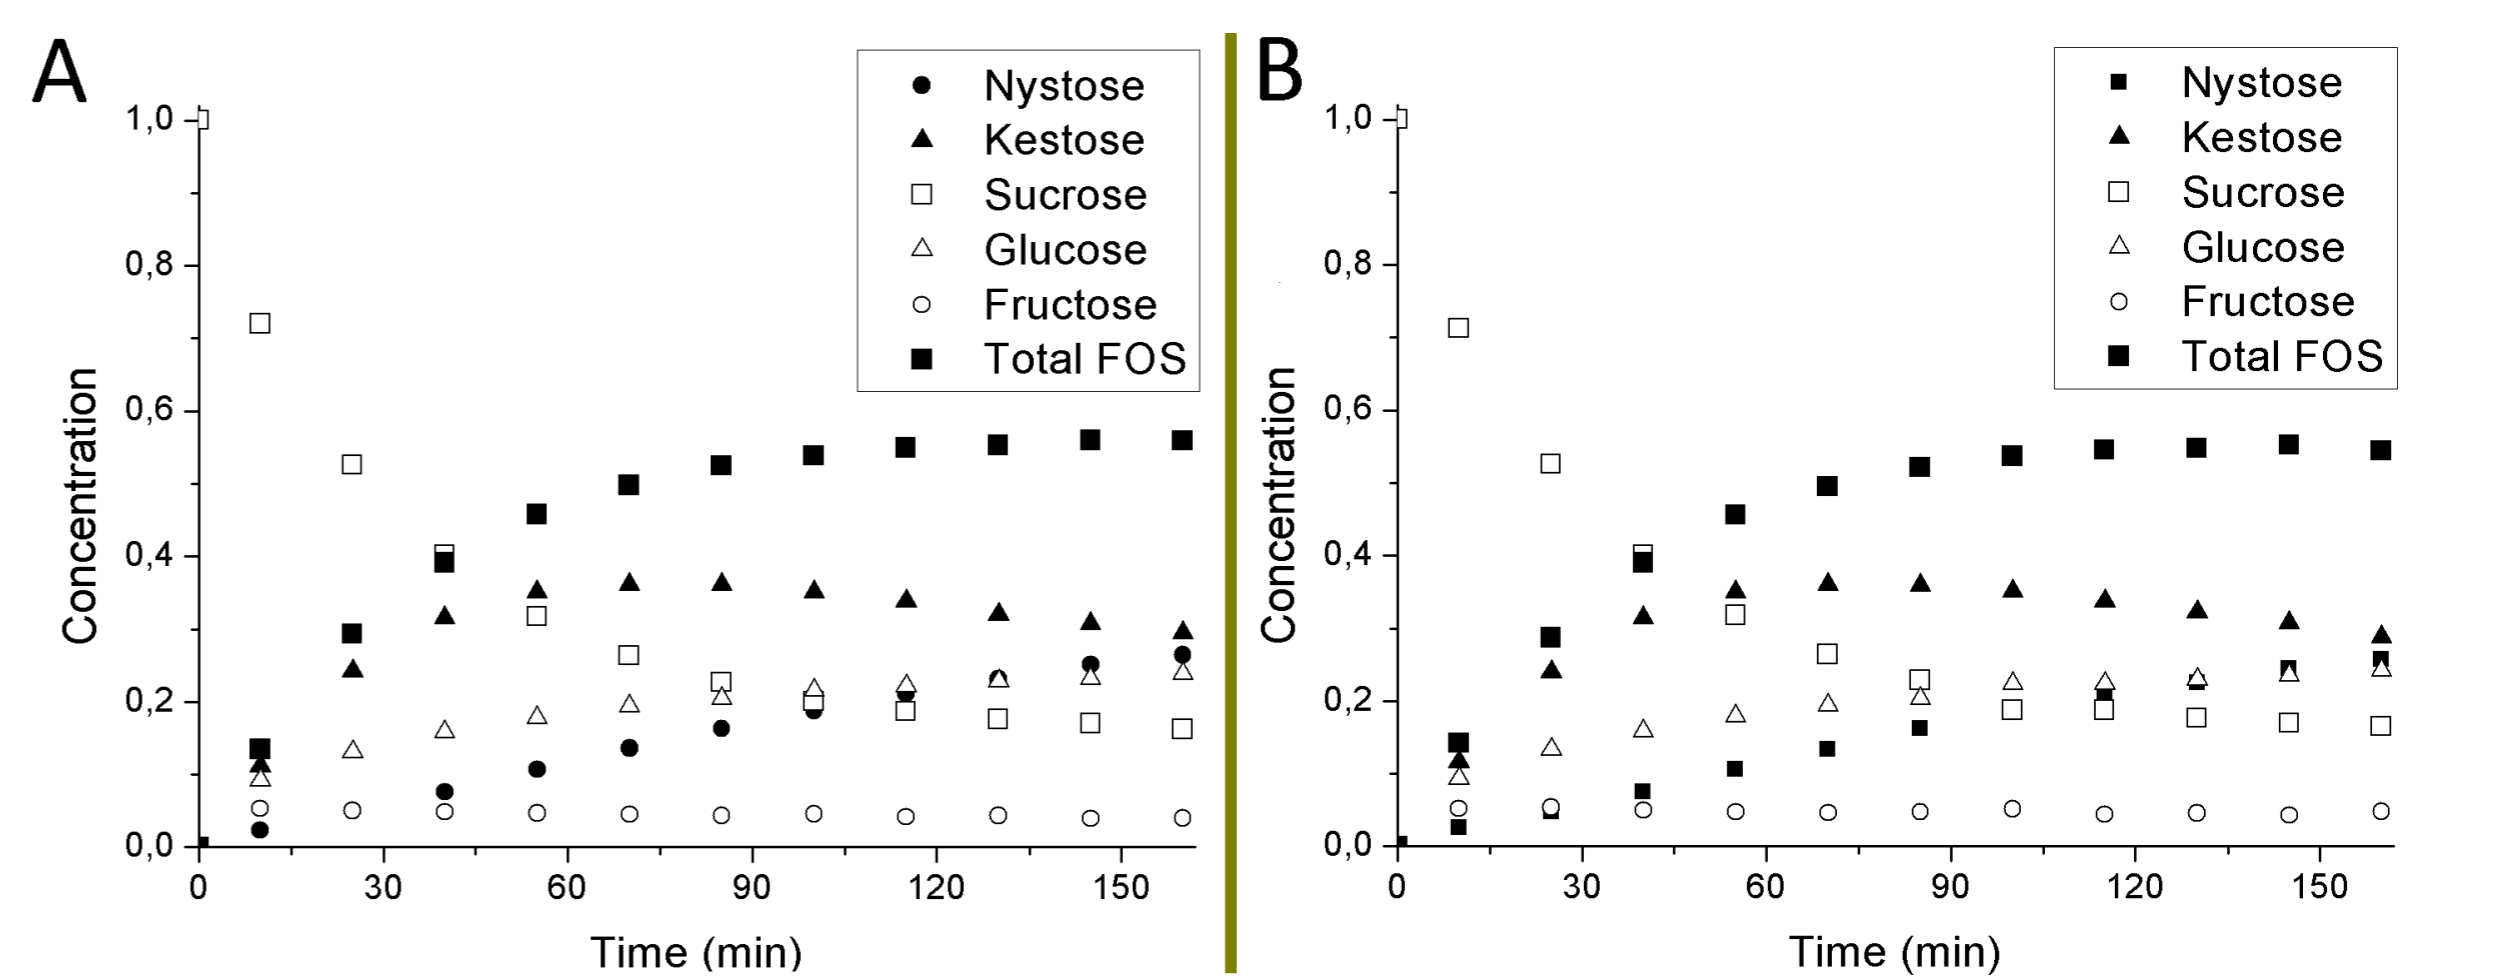 A
Nystose
Kestose
Sucrose
Glucose
Fructose
Total FOS
1,0
0,8
0,6
0,4
0,2
0,0
Concentration
0 30 60 90 120 150
Time (min)
B
Nystose
Kestose
Sucrose
Glucose
Fructose
Total FOS
1,0
0,8
0,6
0,4
0,2
0,0
Concentration
0 30 60 90 120 150
Time (min)